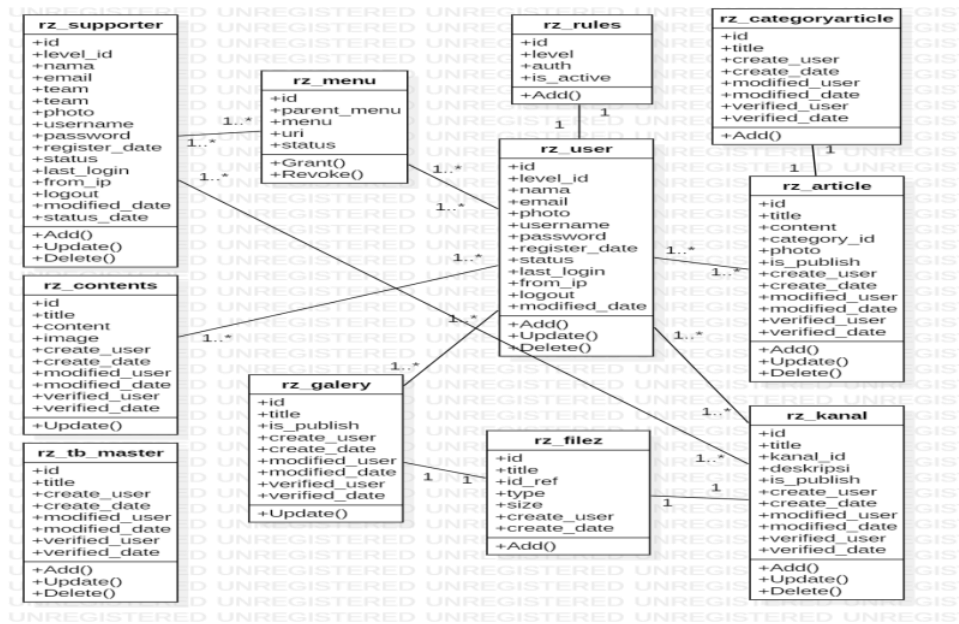 rz_supporter
+id
+level_id
+nama
+email
+team
+team
+photo
+username
+password
+register_date
+status
+last_login
+from_ip
+logout
+modified_date
+status_date
+Add()
+Update()
+Delete()
rz_contents
+id
+title
+content
+image
+create_user
+create_date
+modified_user
+modified_date
+verified_user
+verified_date
+Update()
rz_tb_master
+id
+title
+create_user
+create_date
+modified_user
+modified_date
+verified_user
+verified_date
+Add()
+Update()
+Delete()
rz_menu
+id
+parent_menu
+menu
+uri
+status
+Grant()
+Revoke()
rz_galery
+id
+title
+is_publish
+create_user
+create_date
+modified_user
+modified_date
+verified_user
+verified_date
+Update()
rz_rules
+id
+level
+auth
+is_active
+Add()
rz_user
+id
+level_id
+nama
+email
+photo
+username
+password
+register_date
+status
+last_login
+from_ip
+logout
+modified_date
+Add()
+Update()
+Delete()
rz_filez
+id
+title
+id_ref
+type
+size
+create_user
+create_date
+Add()
rz_categoryarticle
+id
+title
+create_user
+create_date
+modified_user
+modified_date
+verified_user
+verified_date
+Add()
rz_article
+id
+title
+content
+category_id
+photo
+is_publish
+create_user
+create_date
+modified_user
+modified_date
+verified_user
+verified_date
+Add()
+Update()
+Delete()
rz_kanal
+id
+title
+kanal_id
+deskripsi
+is_publish
+create_user
+create_date
+modified_user
+modified_date
+verified_user
+verified_date
+Add()
+Update()
+Delete()
1..*
1..*
1..*
1..*
1..*
1..*
1..*
1..*
1..*
1..*
1..*
1..*
1..*
1..*
1
1
1
1
1
1
1
1
UNREGISTERED